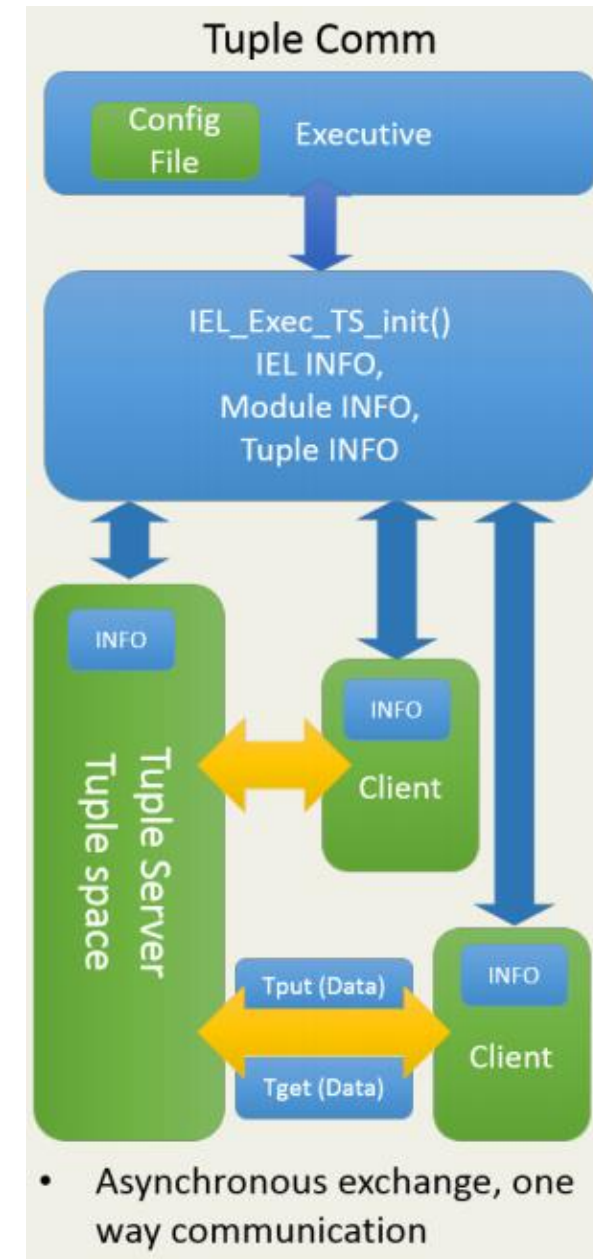 Tuple Comm
Config
File
Executive
IEL_Exec_TS_init()
IEL INFO,
Module INFO,
Tuple INFO
INFO
Tuple Server
Tuple space
INFO
Client
Tput (Data)
Tget (Data)
INFO
Client
• Asynchronous exchange, one
way communication